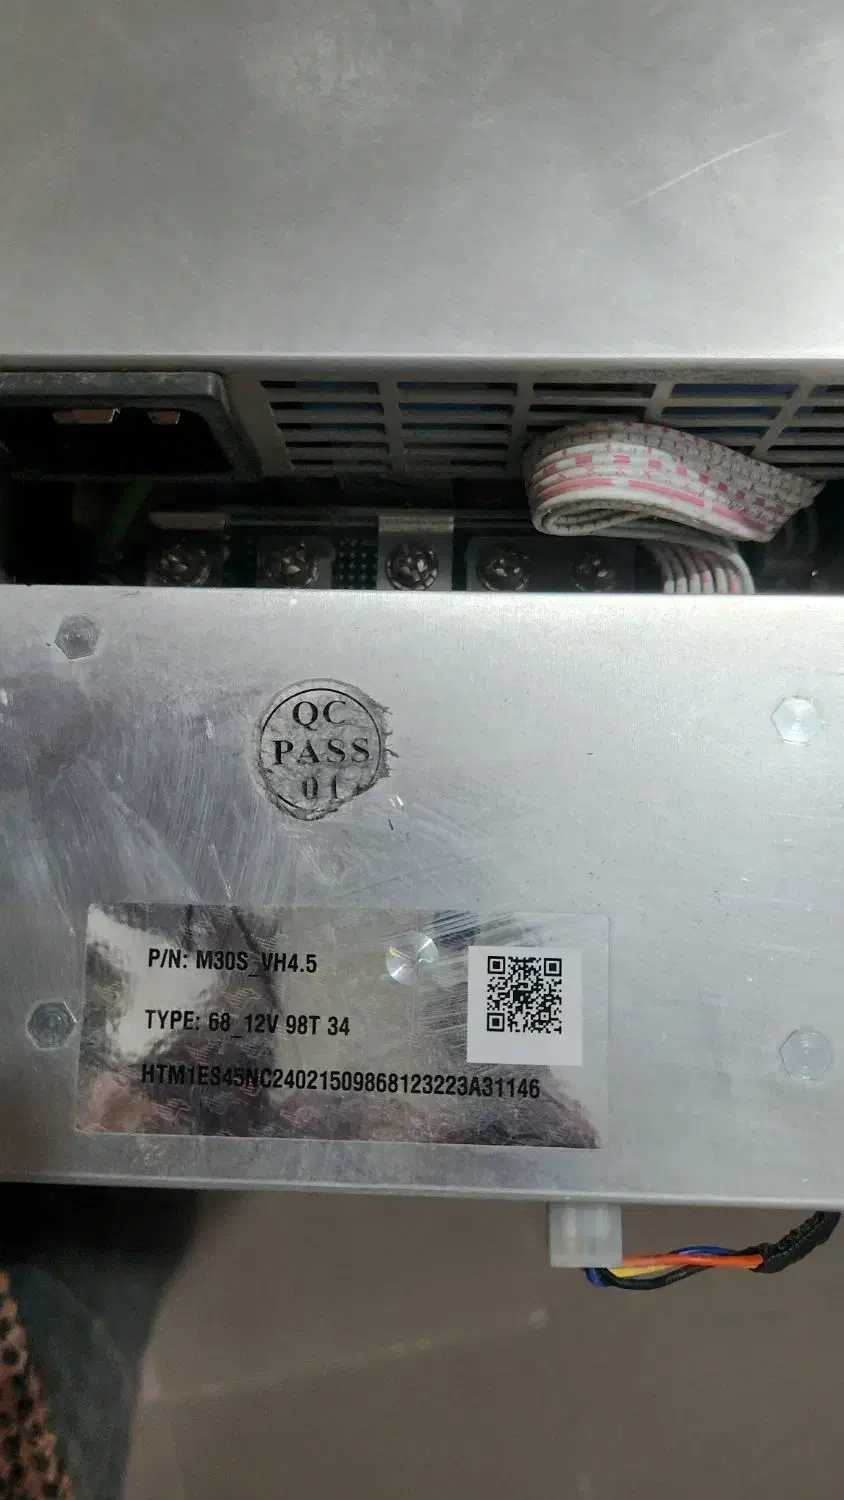 QC
PASS
01
P/N: M30S_VH4.5
TYPE: 68_12V 98T 34
HTM1ES45NC24021509868123223A31146